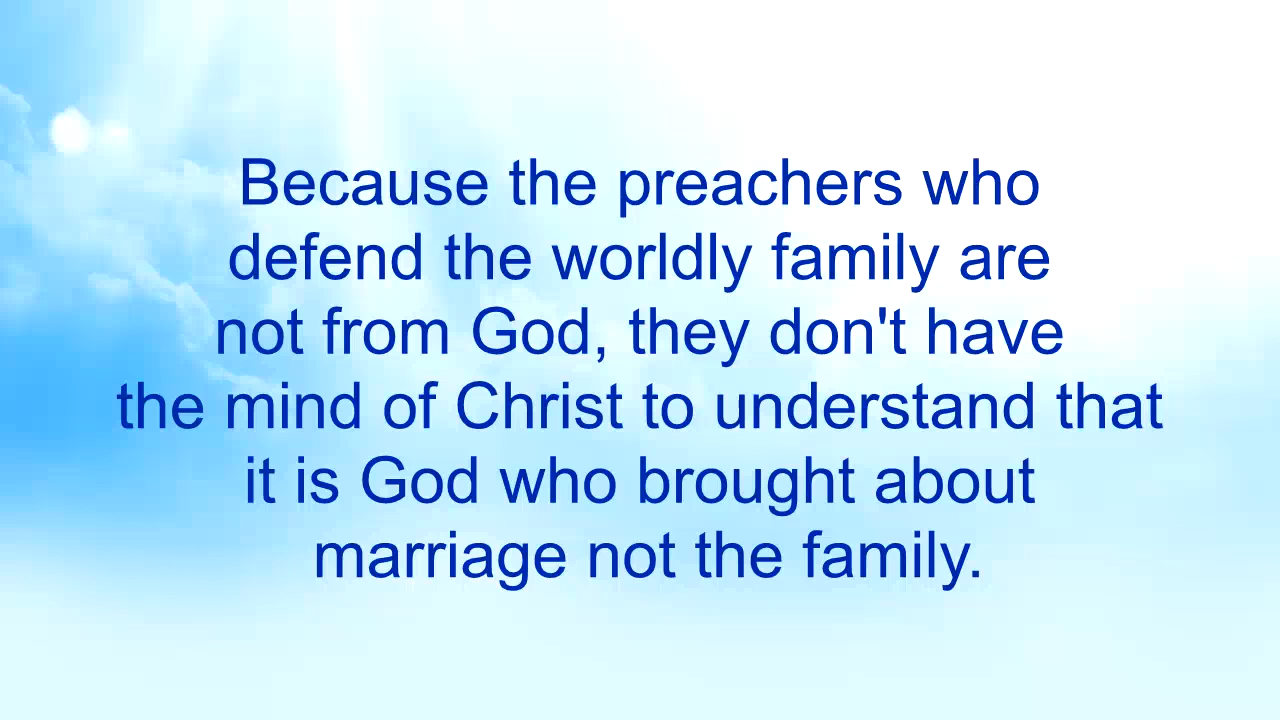 Because the preachers who
defend the worldly family are
not from God, they don't have
the mind of Christ to understand that
it is God who brought about
marriage not the family.